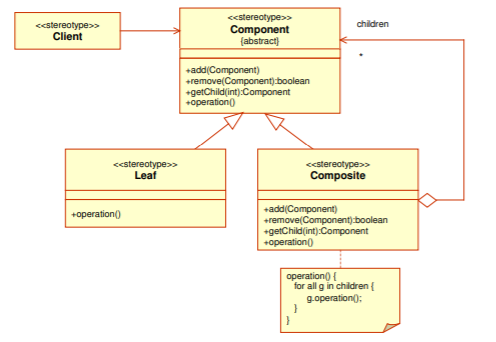 <<stereotype>>
Client
<<stereotype>>
Component
{abstract}
+add(Component)
+remove(Component):boolean
+getChild(int):Component
+operation()
children
*
<<stereotype>>
Leaf
+operation()
<<stereotype>>
Composite
+add(Component)
+remove(Component):boolean
+getChild(int):Component
+operation()
operation() {
for all g in children {
g.operation();
}
}